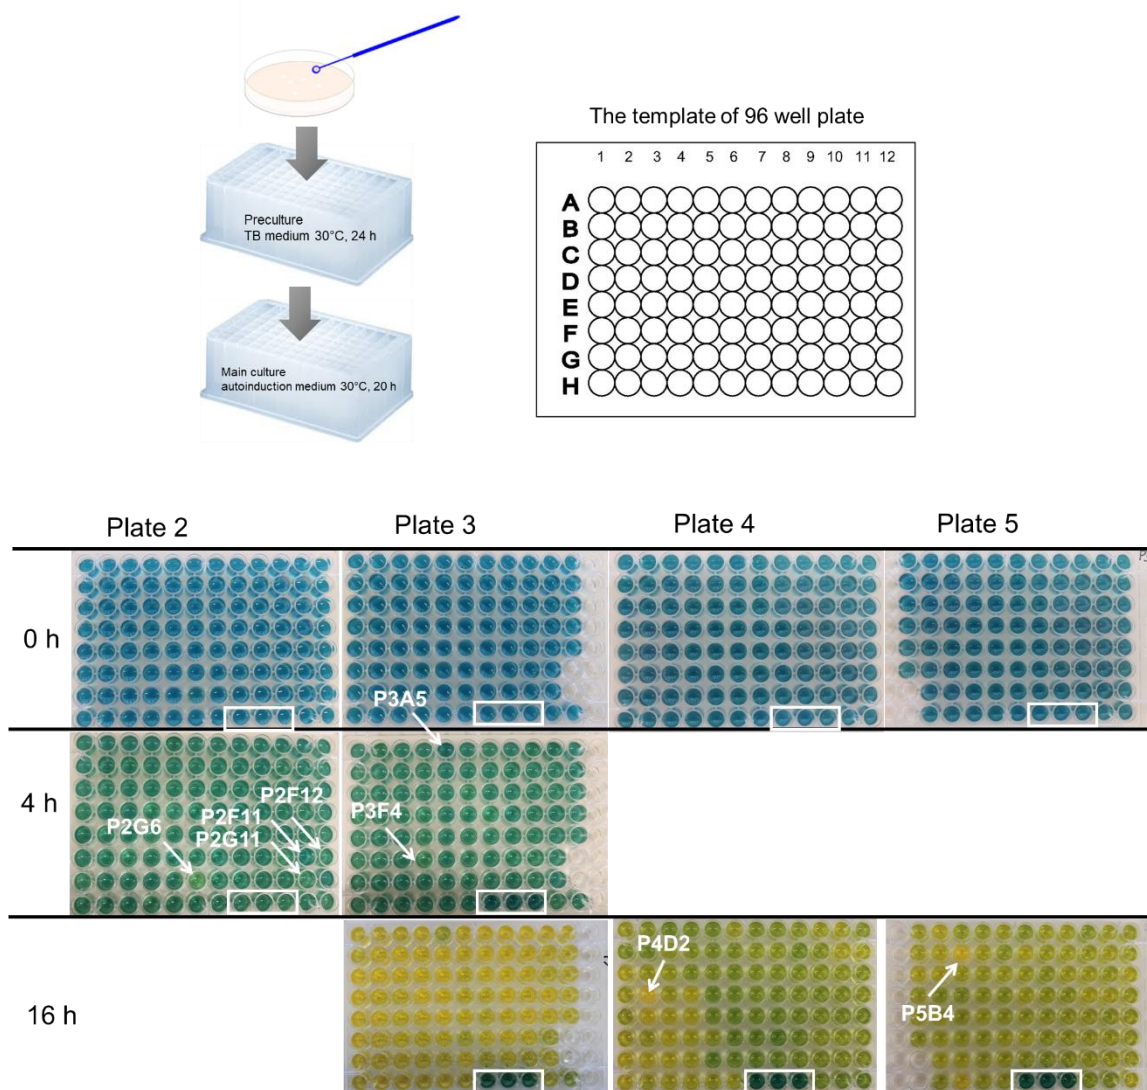 The template of 96 well plate
1 2 3 4 5 6 7 8 9 10 11 12
A
B
C
D
E
F
G
H
Preculture
TB medium 30°C, 24 h
Main culture
autoinduction medium 30°C, 20 h
Plate 2 Plate 3 Plate 4 Plate 5
0 h
P3A5
4 h
P2F12
P2F11
P2G6
P2G11
P3F4
16 h
P4D2
P5B4